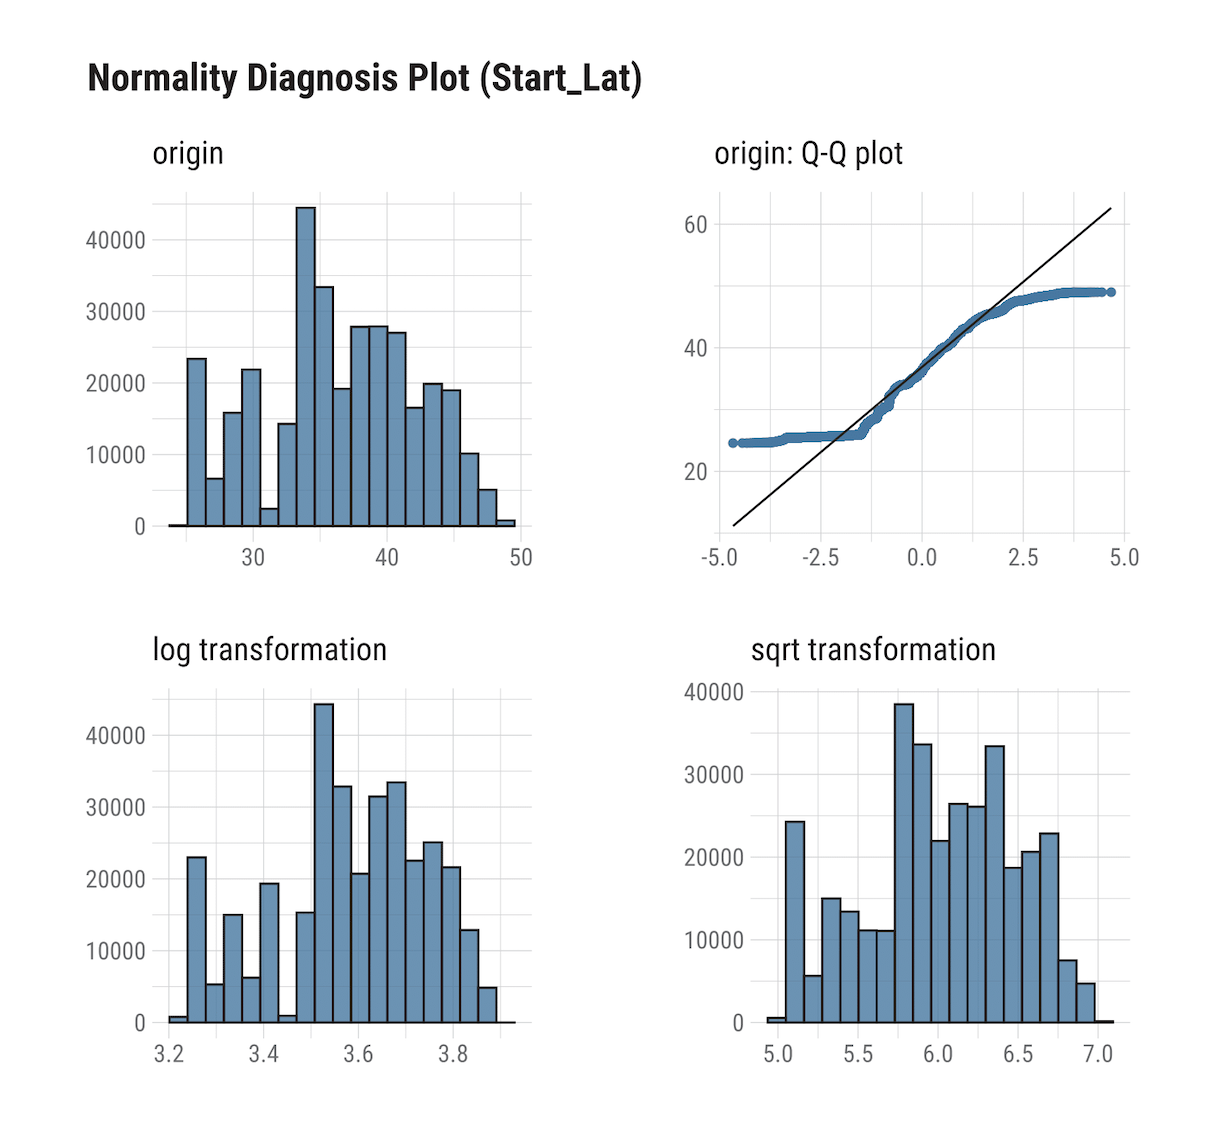 Normality Diagnosis Plot (Start_Lat)
origin
40000
30000
20000
10000
0
30 40 50
origin: Q-Q plot
60
40
20
-5.0 -2.5 0.0 2.5 5.0
log transformation
40000
30000
20000
10000
0
3.2 3.4 3.6 3.8
sqrt transformation
40000
30000
20000
10000
0
5.0 5.5 6.0 6.5 7.0